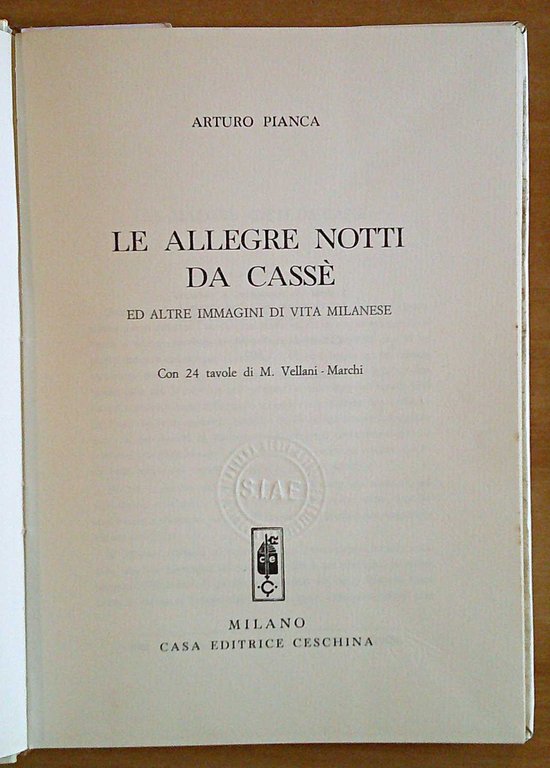 ARTURO PIANCA
LE ALLEGRE NOTTI
DA CASSÈ
ED ALTRE IMMAGINI DI VITA MILANESE
Con 24 tavole di M. Vellani - Marchi
S.I.A.E
c e
Ç
MILANO
CASA EDITRICE CESCHINA